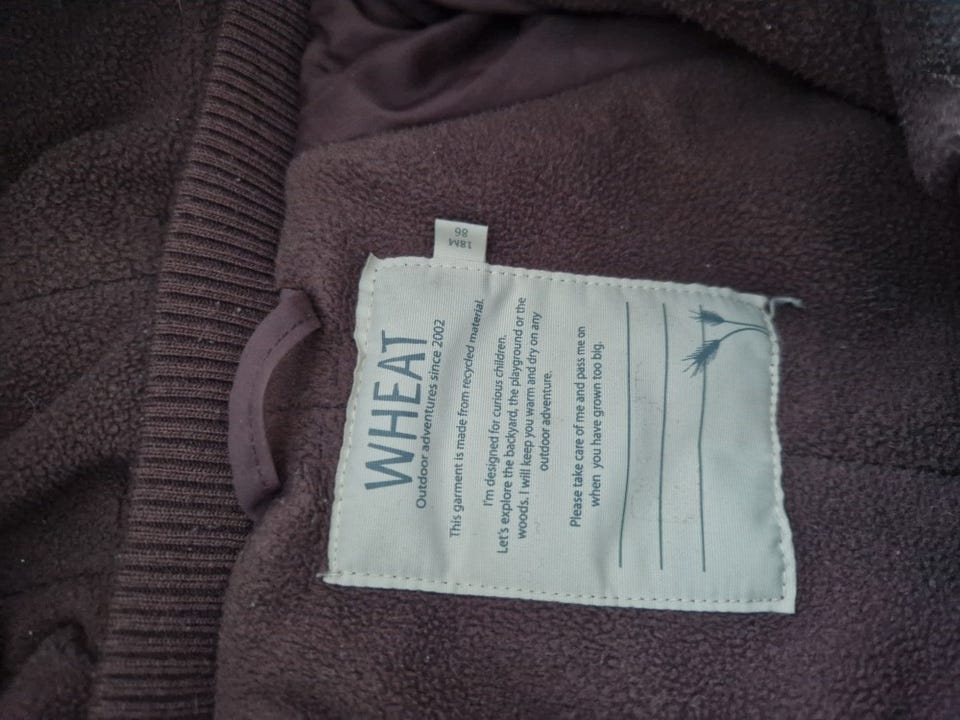 WHEAT
Outdoor adventures since 2002
This garment is made from recycled material.
I'm designed for curious children.
Let's explore the backyard, the playground or the
woods. I will keep you warm and dry on any
outdoor adventure.
Please take care of me and pass me on
when you have grown too big.
18M
86